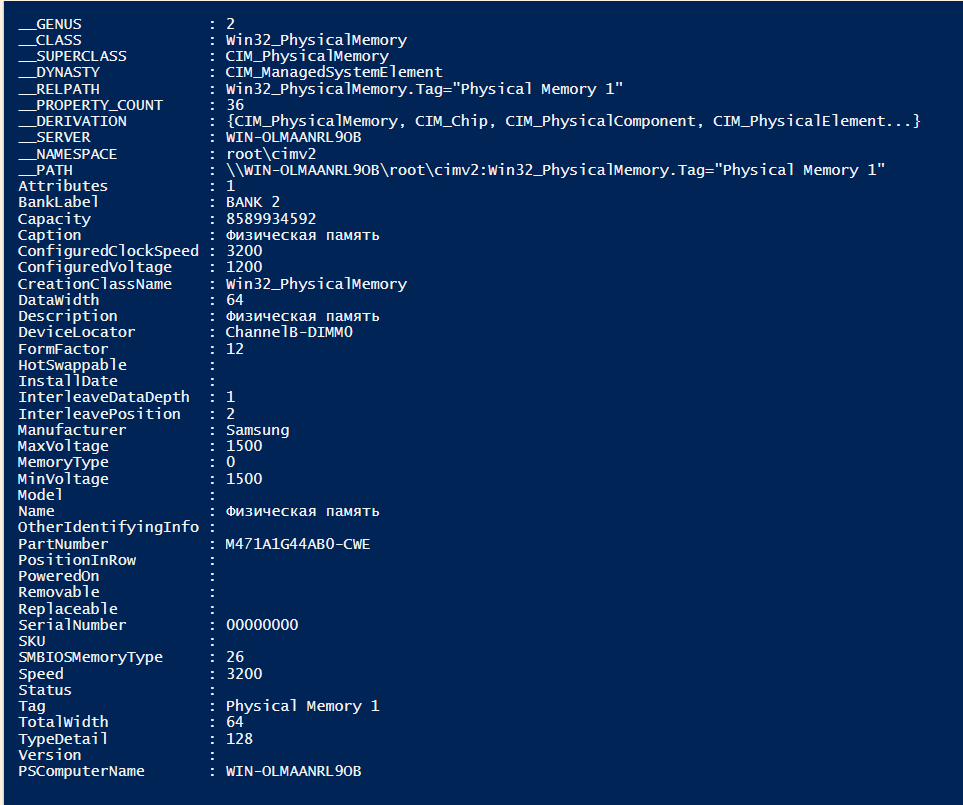 __GENUS : 2
__CLASS : Win32_PhysicalMemory
__SUPERCLASS : CIM_PhysicalMemory
__DYNASTY : CIM_ManagedSystemElement
__RELPATH : Win32_PhysicalMemory.Tag="Physical Memory 1"
__PROPERTY_COUNT : 36
__DERIVATION : {CIM_PhysicalMemory, CIM_Chip, CIM_PhysicalComponent, CIM_PhysicalElement...}
__SERVER : WIN-OLMAANRL9OB
__NAMESPACE : root\cimv2
__PATH : \\WIN-OLMAANRL9OB\root\cimv2:Win32_PhysicalMemory.Tag="Physical Memory 1"
Attributes : 1
BankLabel : BANK 2
Capacity : 8589934592
Caption : Физическая память
ConfiguredClockSpeed : 3200
ConfiguredVoltage : 1200
CreationClassName : Win32_PhysicalMemory
DataWidth : 64
Description : Физическая память
DeviceLocator : ChannelB-DIMM0
FormFactor : 12
HotSwappable :
InstallDate :
InterleaveDataDepth : 1
InterleavePosition : 2
Manufacturer : Samsung
MaxVoltage : 1500
MemoryType : 0
MinVoltage : 1500
Model :
Name : Физическая память
OtherIdentifyingInfo :
PartNumber : M471A1G44AB0-CWE
PositionInRow :
PoweredOn :
Removable :
Replaceable :
SerialNumber : 00000000
SKU :
SMBIOSMemoryType : 26
Speed : 3200
Status :
Tag : Physical Memory 1
TotalWidth : 64
TypeDetail : 128
Version :
PSComputerName : WIN-OLMAANRL9OB